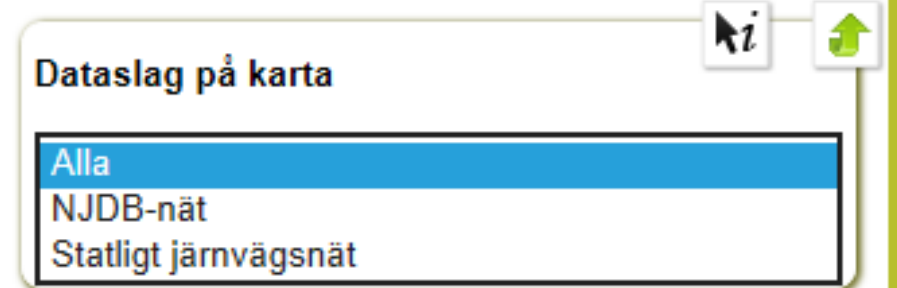 i
Dataslag på karta
Alla
NJDB-nät
Statligt järnvägsnät